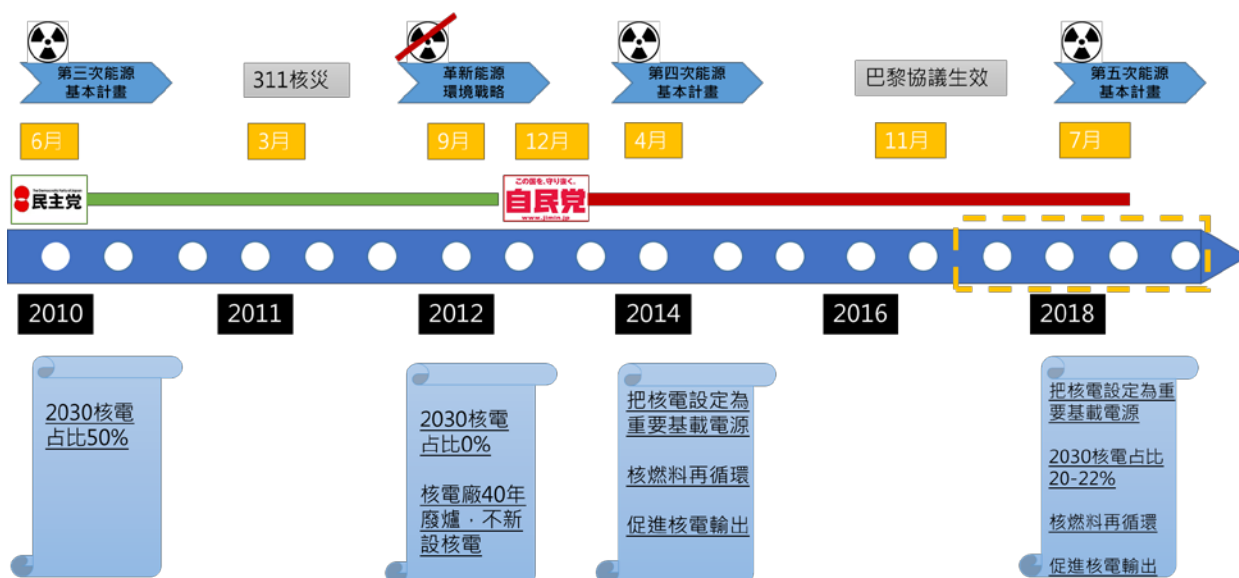 第三次能源
基本計畫
311核災
革新能源
環境戰略
第四次能源
基本計畫
巴黎協議生效
第五次能源
基本計畫
6月
3月
9月
12月
4月
11月
7月
民主党
この国を、守り抜く。
自民党
www.jimin.jp
2010
2011
2012
2014
2016
2018
2030核電
占比50%
2030核電
占比0%
核電廠40年
廢爐，不新
設核電
把核電設定為
重要基載電源
核燃料再循環
促進核電輸出
把核電設定為重
要基載電源
2030核電占比
20-22%
核燃料再循環
促進核電輸出